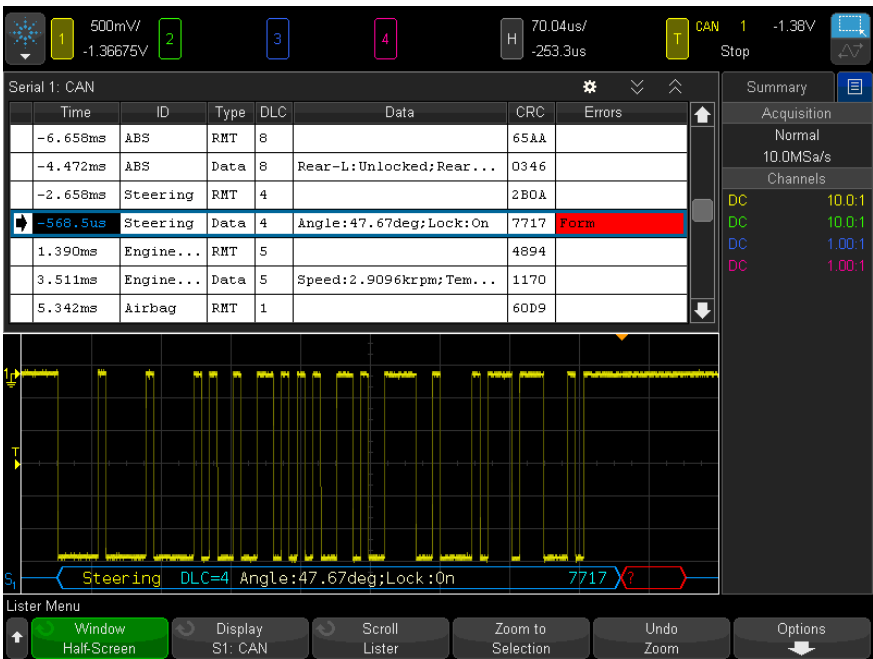 1 500mV/ 2 3 4 H 70.04us/ T CAN 1 -1.38V
-1.36675V -253.3us Stop
Serial 1: CAN
Time ID Type DLC Data CRC Errors
-6.658ms ABS RMT 8 65AA
-4.472ms ABS Data 8 Rear-L:Unlocked;Rear... 0346
-2.658ms Steering RMT 4 2B0A
-568.5us Steering Data 4 Angle:47.67deg;Lock:On 7717 Form
1.390ms Engine... RMT 5 4894
3.511ms Engine... Data 5 Speed:2.9096krpm;Tem... 1170
5.342ms Airbag RMT 1 60D9
Summary
Acquisition
Normal
10.0MSa/s
Channels
DC 10.0:1
DC 10.0:1
DC 1.00:1
DC 1.00:1
1
T
S1 Steering DLC=4 Angle:47.67deg;Lock:On 7717 ?
Lister Menu
Window Display Scroll Zoom to Undo Options
Half-Screen S1: CAN Lister Selection Zoom